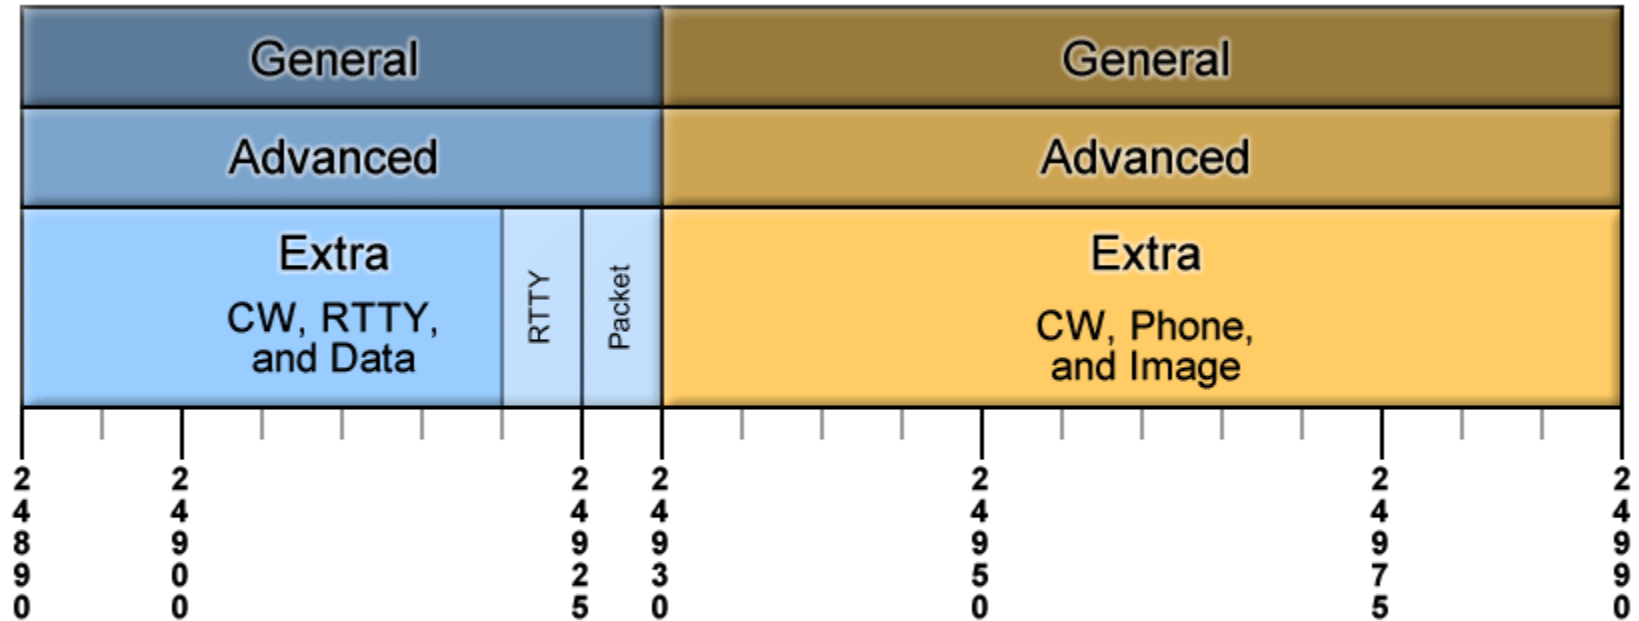 General
General
Advanced
Advanced
Extra
CW, RTTY,
and Data
RTTY
Packet
Extra
CW, Phone,
and Image
24890
24900
24925
24930
24950
24975
24990